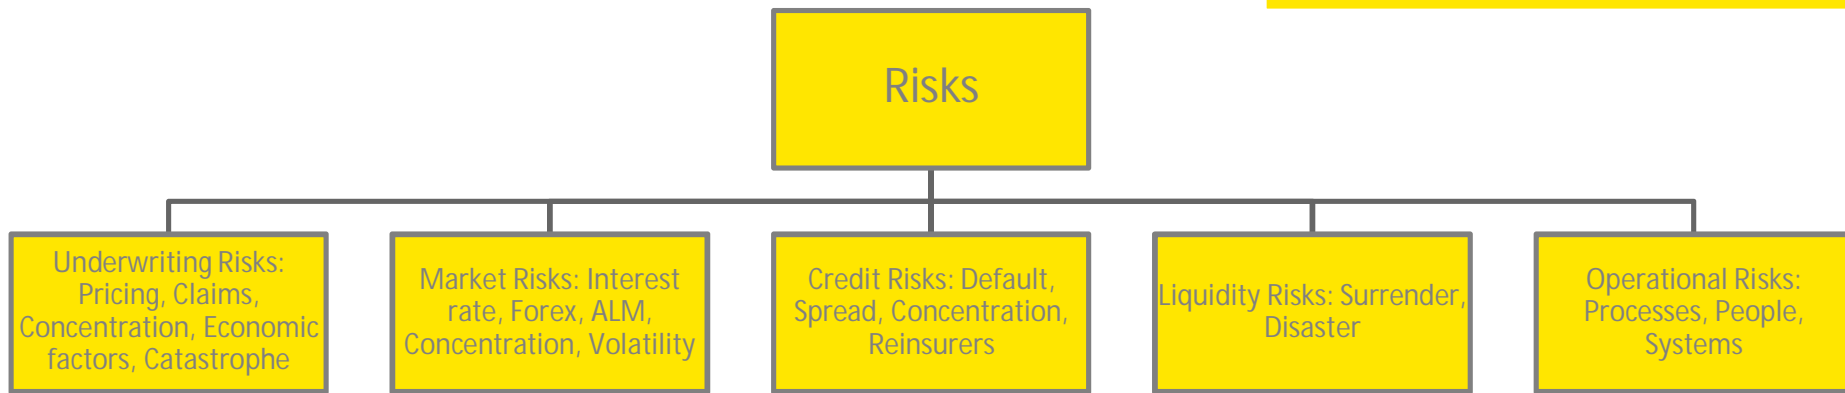 Risks
Underwriting Risks:
Pricing, Claims,
Concentration, Economic
factors, Catastrophe
Market Risks: Interest
rate, Forex, ALM,
Concentration, Volatility
Credit Risks: Default,
Spread, Concentration,
Reinsurers
Liquidity Risks: Surrender,
Disaster
Operational Risks:
Processes, People,
Systems